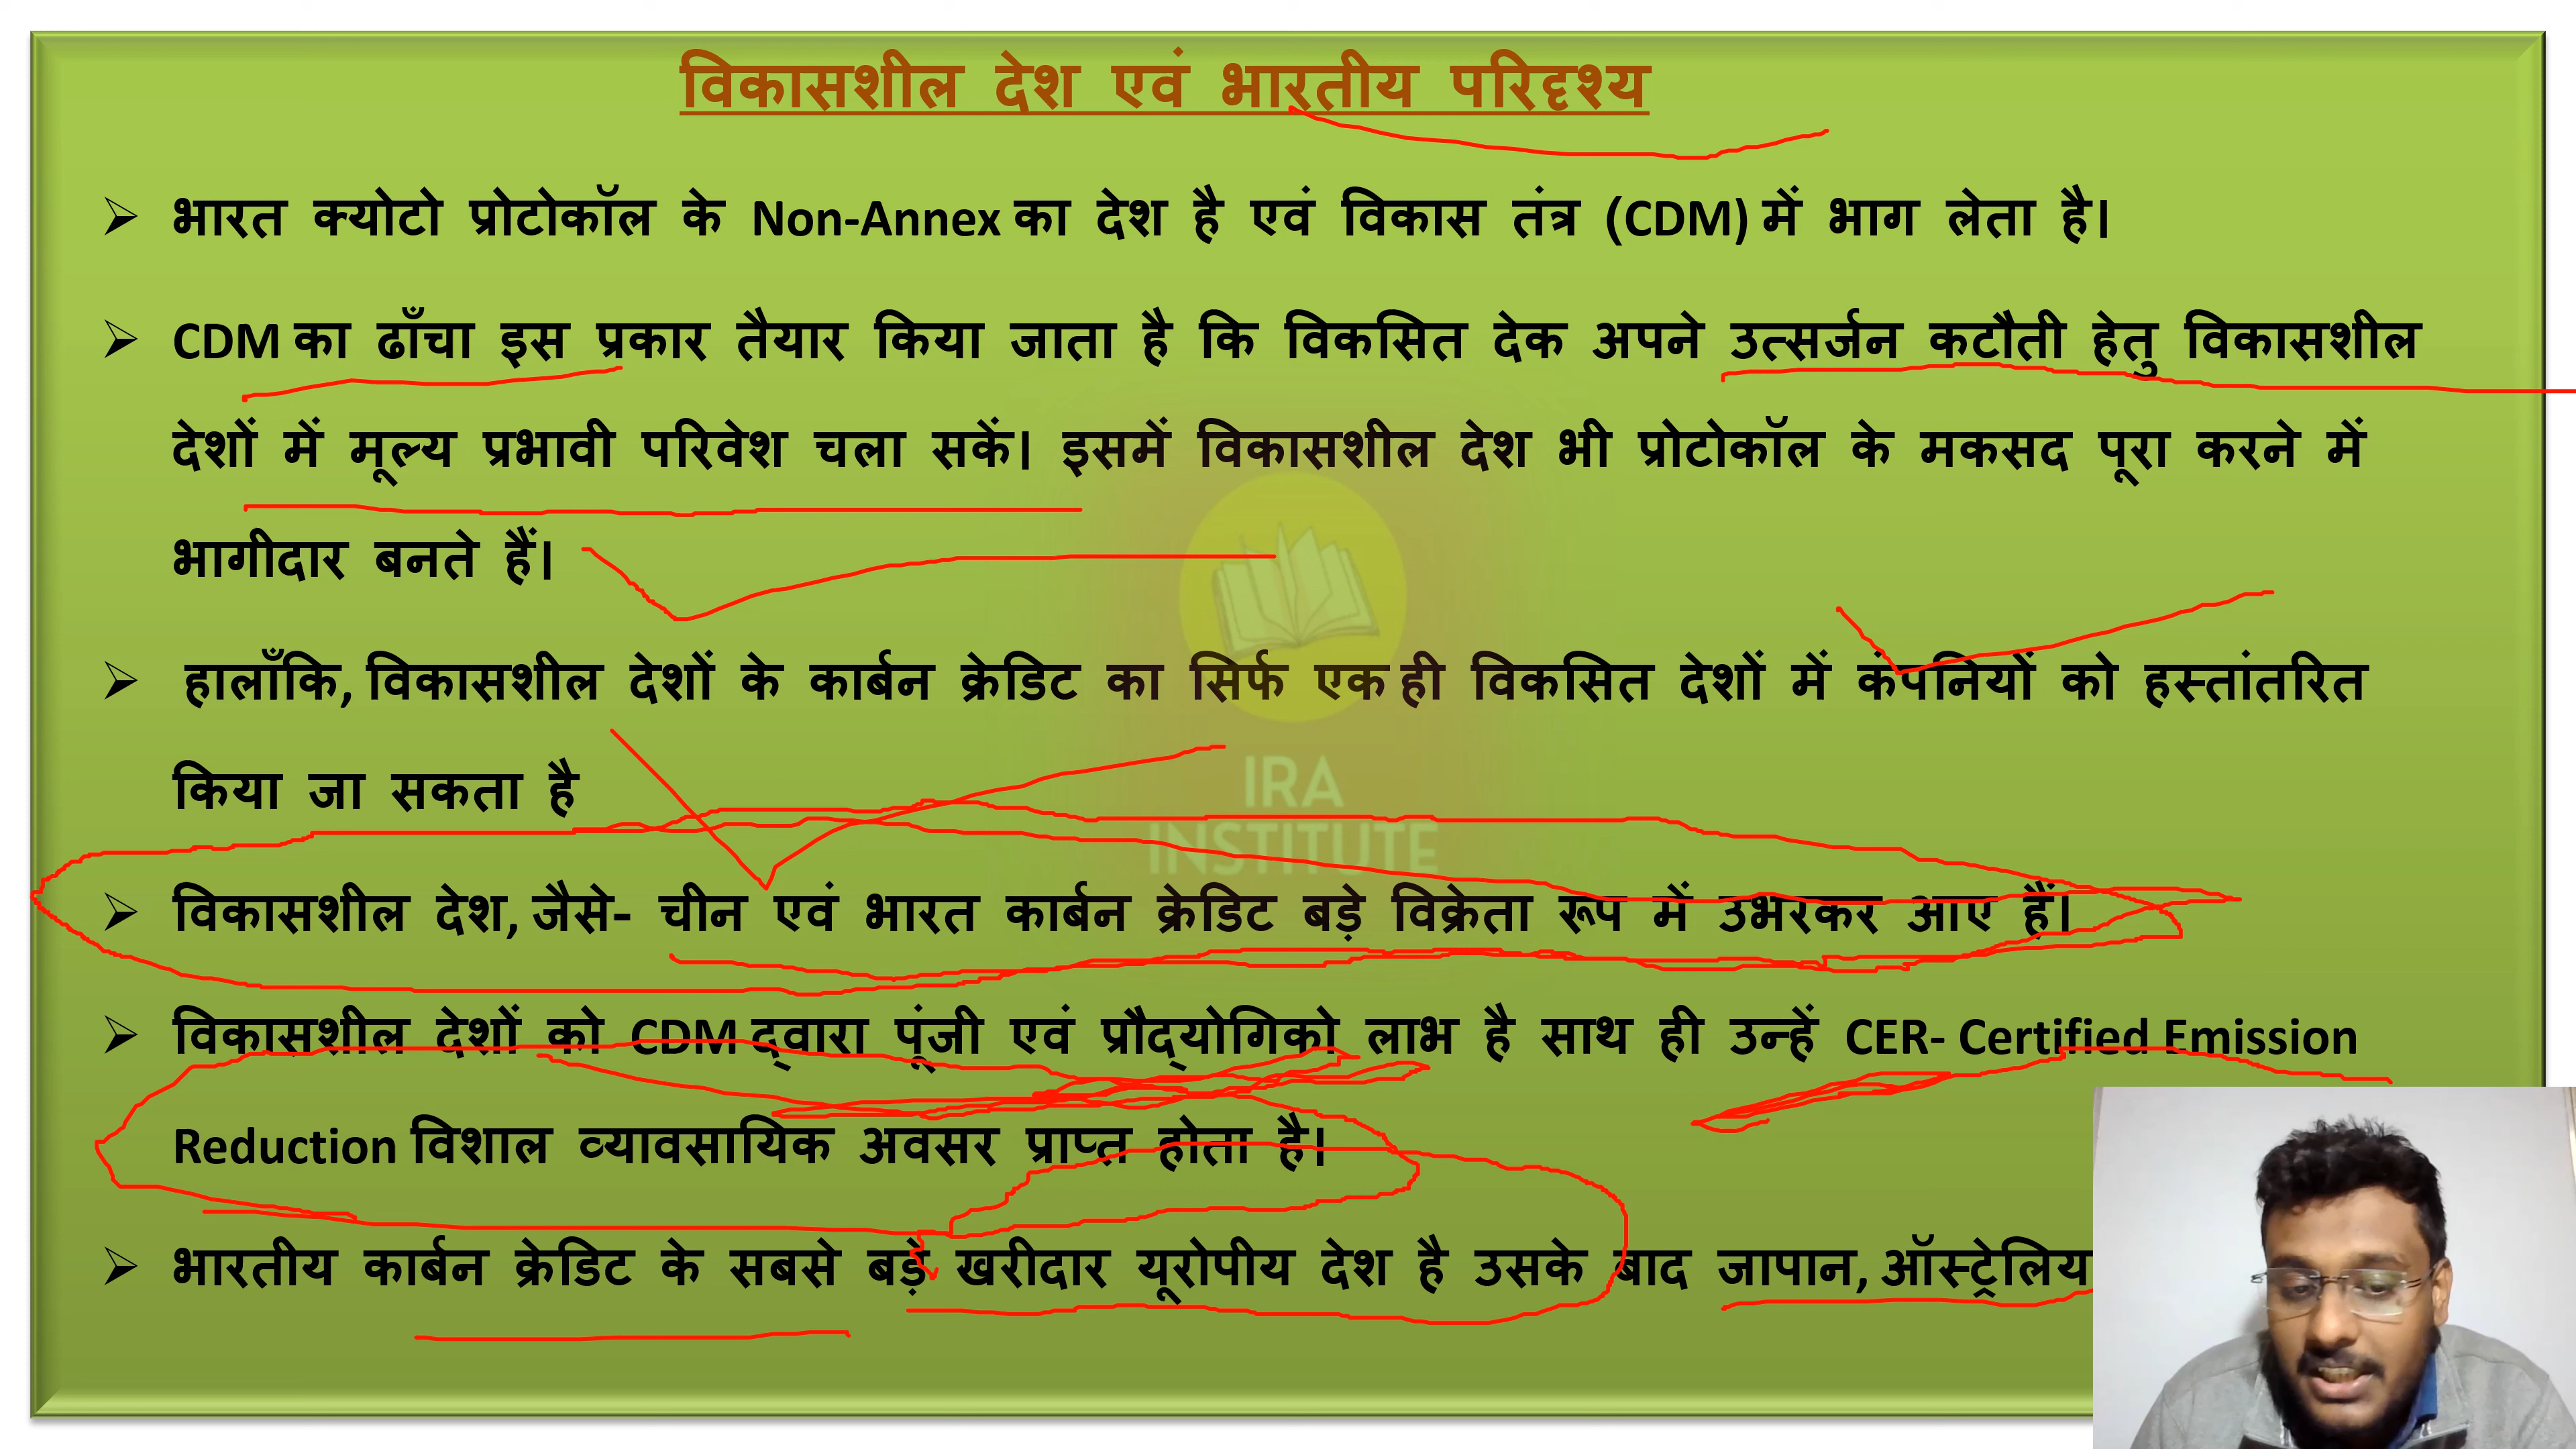 विकासशील देश एवं भारतीय परिदृश्य
➢ भारत क्योटो प्रोटोकॉल के Non-Annex का देश है एवं विकास तंत्र (CDM) में भाग लेता है।
➢ CDM का ढाँचा इस प्रकार तैयार किया जाता है कि विकसित देक अपने उत्सर्जन कटौती हेतु विकासशील
देशों में मूल्य प्रभावी परिवेश चला सकें। इसमें विकासशील देश भी प्रोटोकॉल के मकसद पूरा करने में
भागीदार बनते हैं।
➢ हालाँकि, विकासशील देशों के कार्बन क्रेडिट का सिर्फ एक ही विकसित देशों में कंपनियों को हस्तांतरित
किया जा सकता है
IRA
INSTITUTE
➢ विकासशील देश, जैसे- चीन एवं भारत कार्बन क्रेडिट बड़े विक्रेता रूप में उभरकर आए हैं।
➢ विकासशील देशों को CDM द्वारा पूंजी एवं प्रौद्योगिको लाभ है साथ ही उन्हें CER- Certified Emission
Reduction विशाल व्यावसायिक अवसर प्राप्त होता है।
➢ भारतीय कार्बन क्रेडिट के सबसे बड़े खरीदार यूरोपीय देश है उसके बाद जापान,